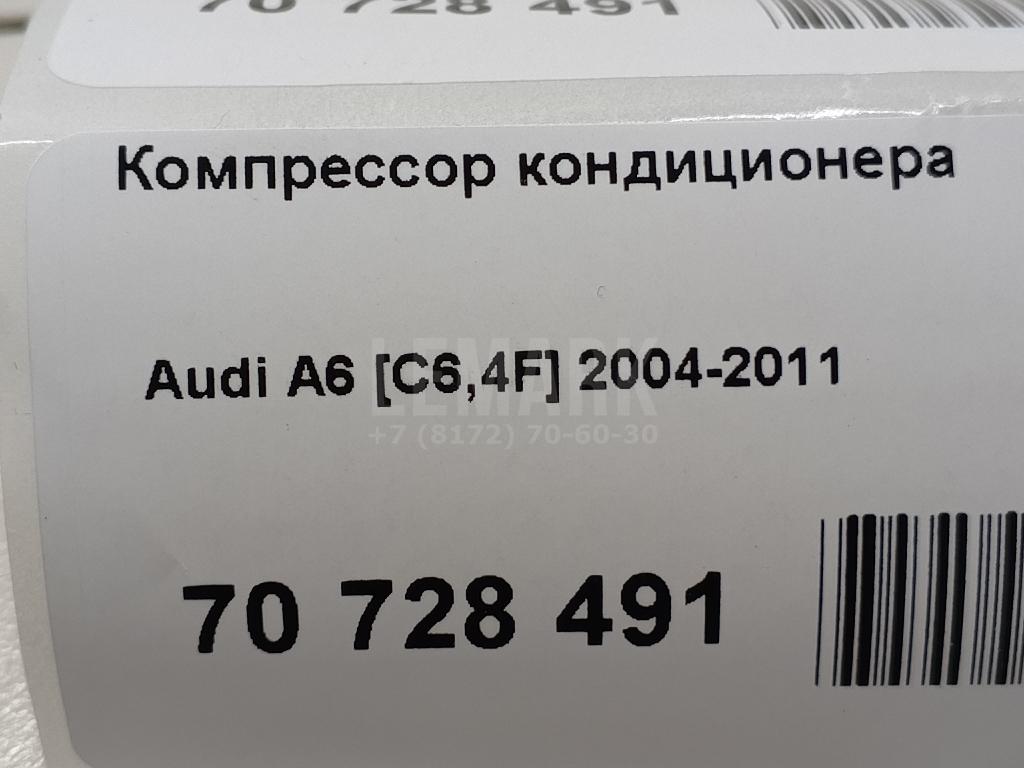 70 728 491
Компрессор кондиционера
Audi A6 [C6,4F] 2004-2011
LEMARK
+7 (8172) 70-60-30
70 728 491